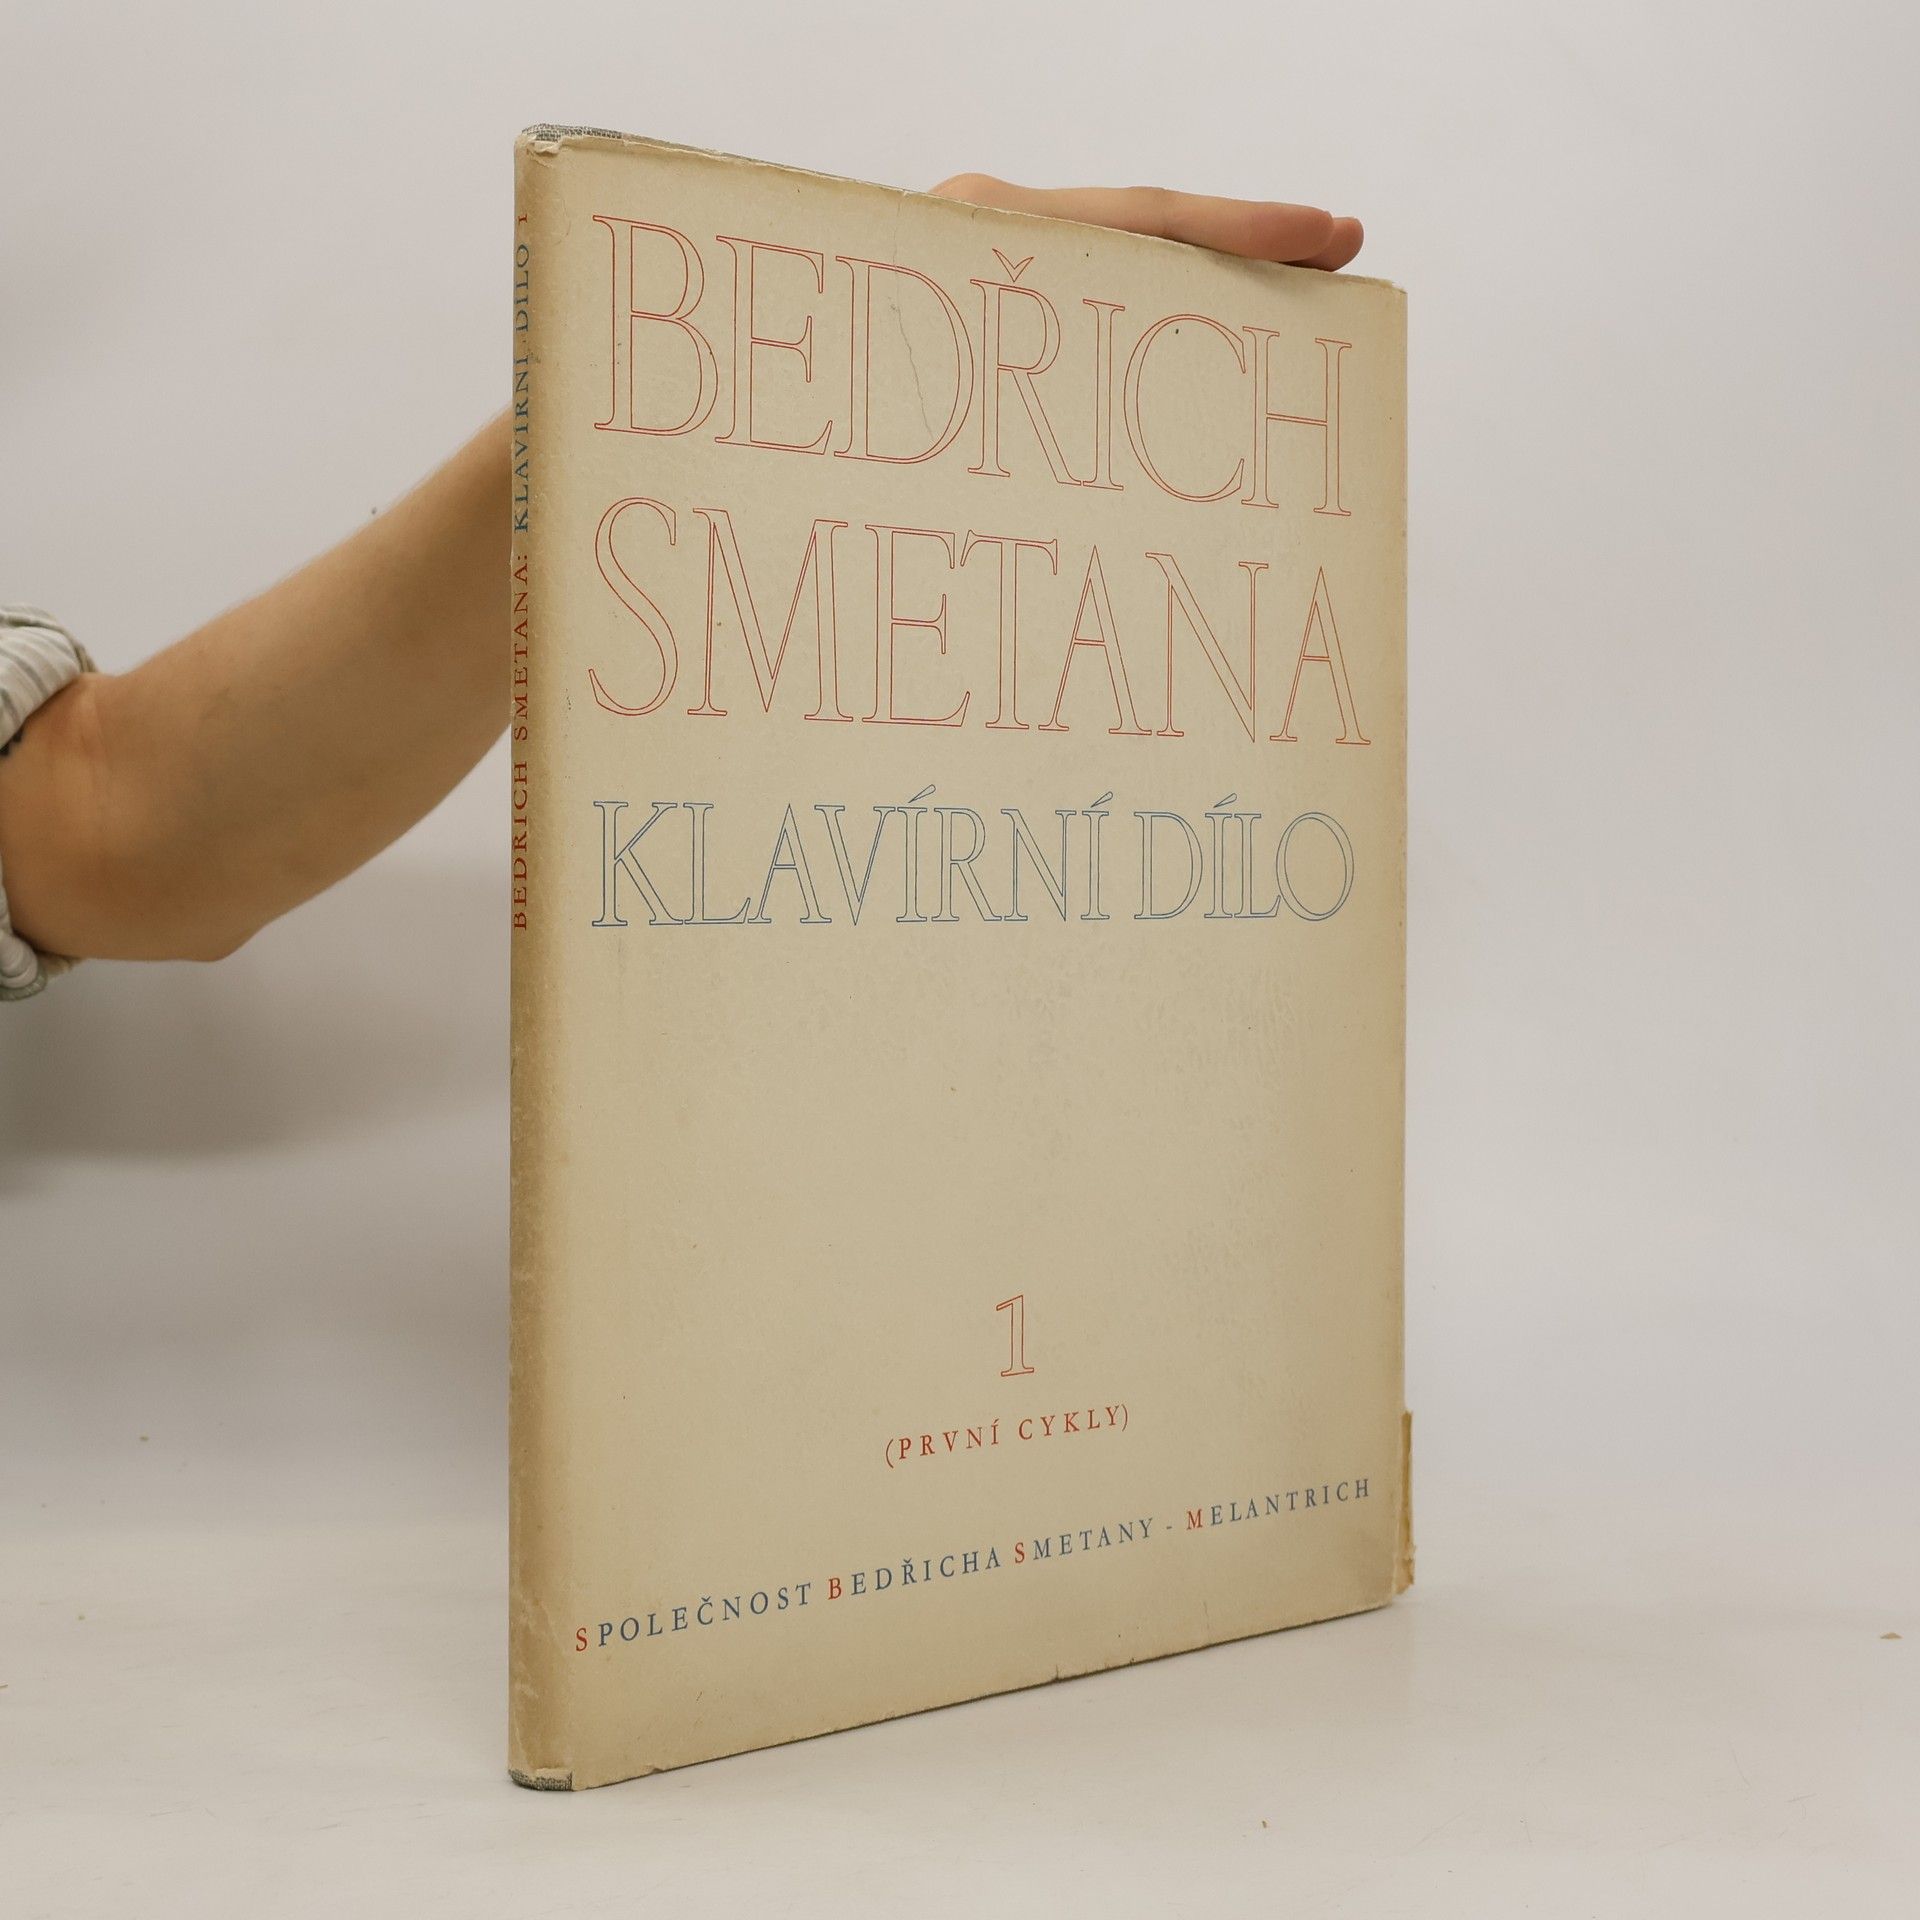 BEDŘICH SMETANA: KLAVÍRNÍ DÍLO 1
BEDŘICH
SMETANA
KLAVÍRNÍ DÍLO
1
(PRVNÍ CYKLY)
SPOLEČNOST BEDŘICHA SMETANY - MELANTRICH